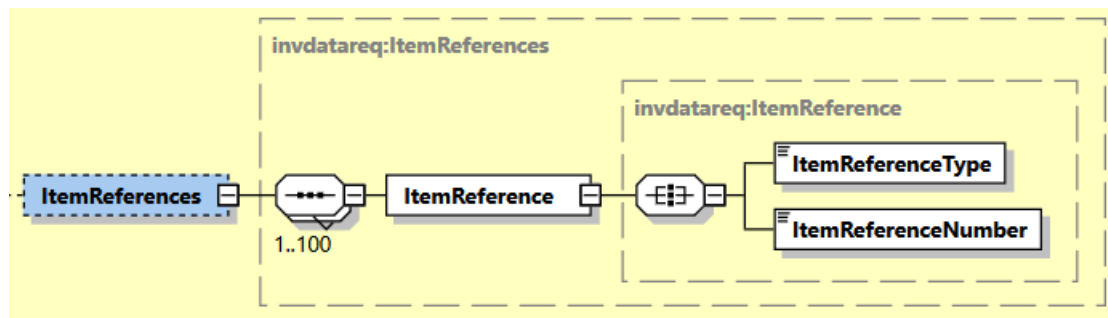 invdatareq:ItemReferences
invdatareq:ItemReference
ItemReferences
1..100
ItemReference
ItemReferenceType
ItemReferenceNumber